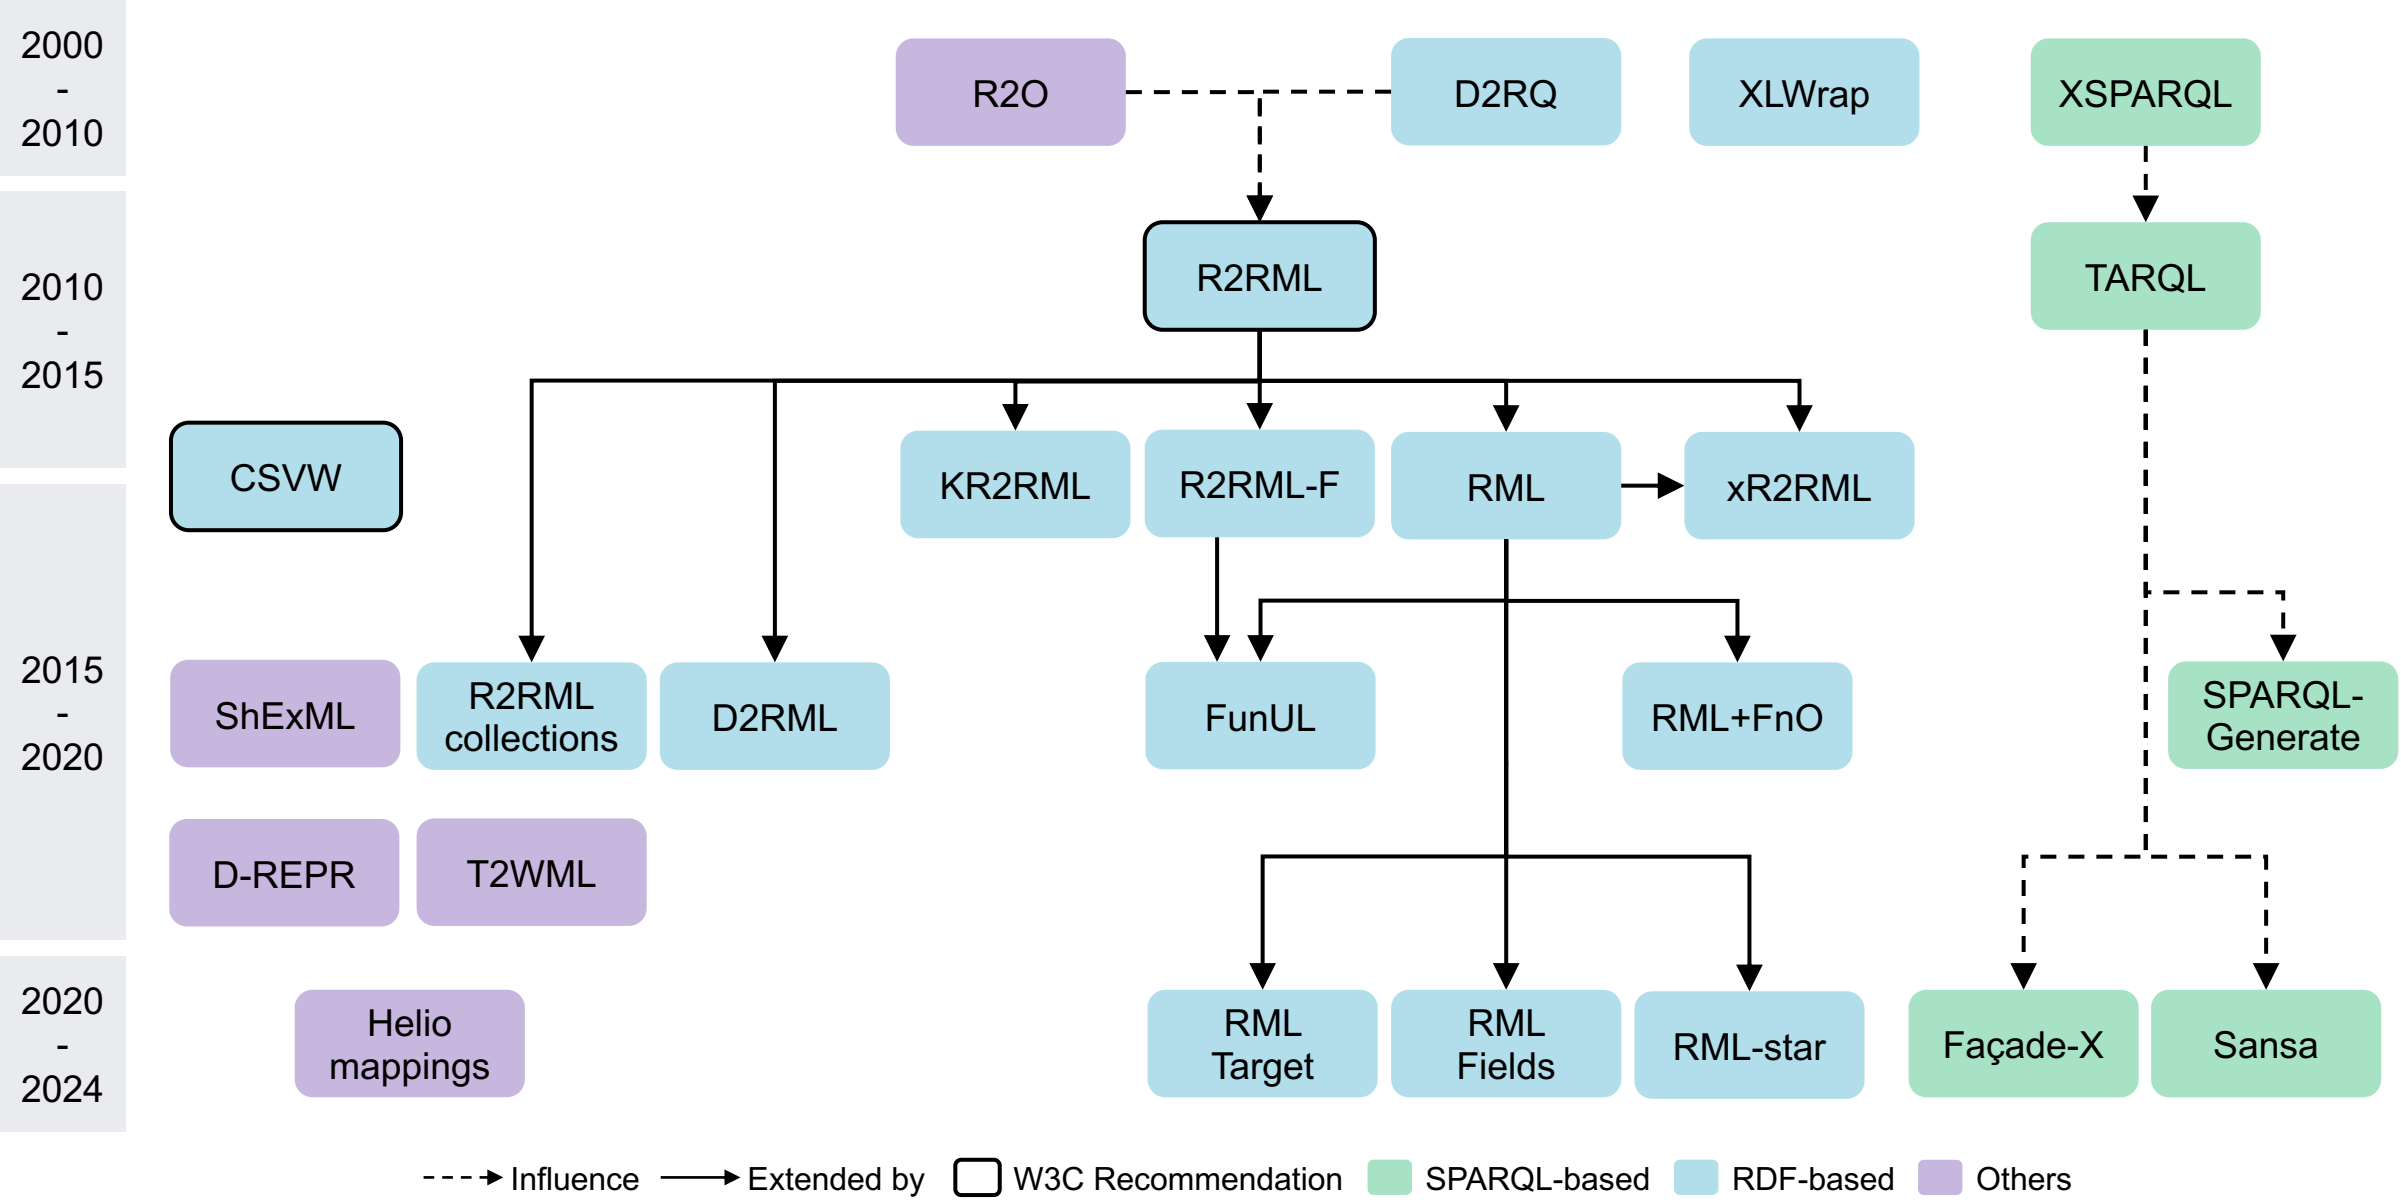 2000
-
2010
R2O
D2RQ
XLWrap
XSPARQL
2010
-
2015
R2RML
TARQL
CSVW
KR2RML
R2RML-F
RML
xR2RML
2015
-
2020
ShExML
R2RML
collections
D2RML
FunUL
RML+FnO
SPARQL-
Generate
D-REPR
T2WML
2020
-
2024
Helio
mappings
RML
Target
RML
Fields
RML-star
Façade-X
Sansa
Influence
Extended by
W3C Recommendation
SPARQL-based
RDF-based
Others